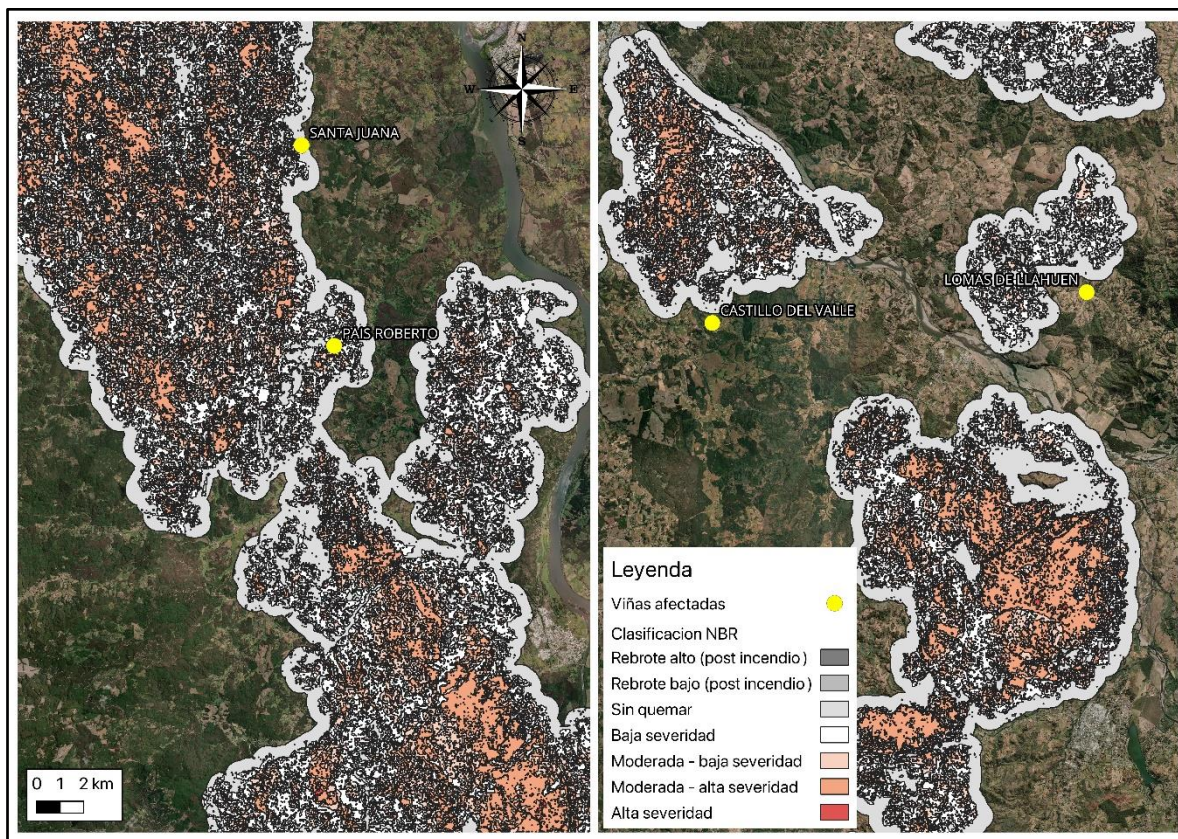 N
W E
S
SANTA JUANA
PAIS ROBERTO
0 1 2 km
CASTILLO DEL VALLE
LOMAS DE LLAHUEN
Leyenda
Viñas afectadas
Clasificacion NBR
Rebrote alto (post incendio)
Rebrote bajo (post incendio)
Sin quemar
Baja severidad
Moderada - baja severidad
Moderada - alta severidad
Alta severidad